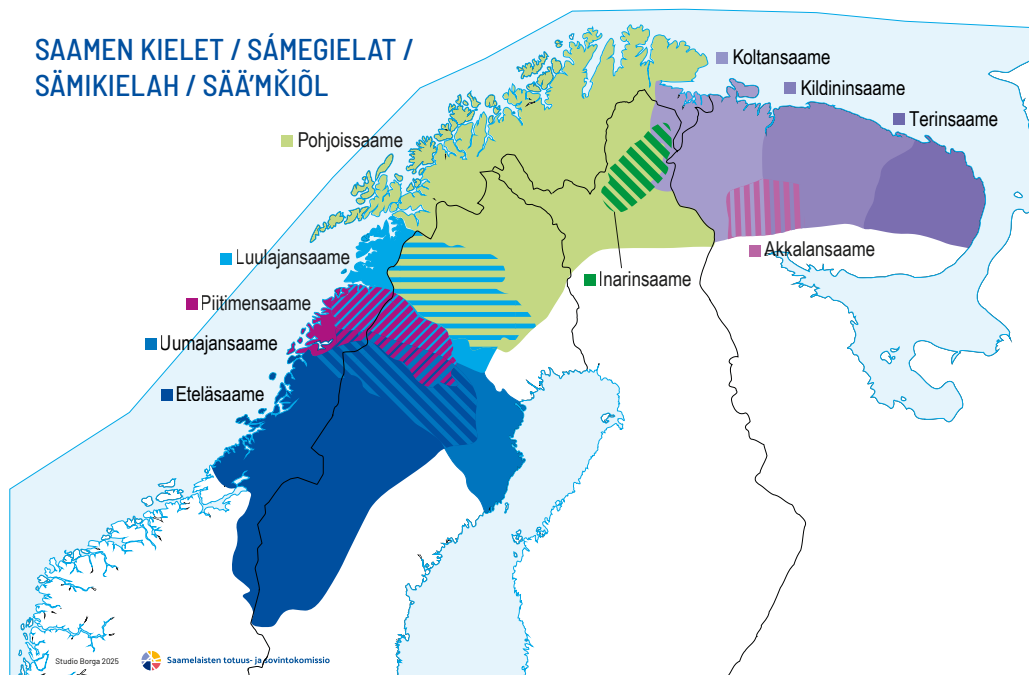 SAAMEN KIELET / SÁMEGIELAT /
SÄMIKIELAH / SÄÄʹMǨIÕL
Koltansaame
Kildininsaame
Terinsaame
Pohjoissaame
Luulajansaame
Akkalansaame
Inarinsaame
Piitimensaame
Uumajansaame
Eteläsaame
Studio Borga 2025
Saamelaisten totuus- ja sovintokomissio